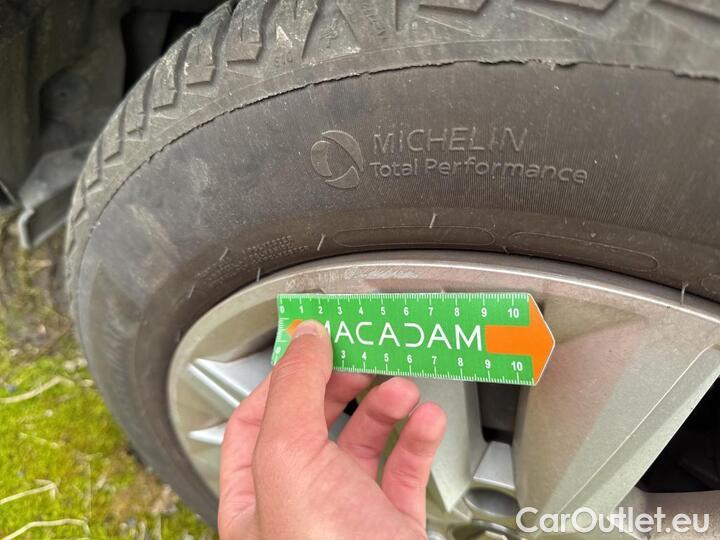 MICHELIN
Total Performance
0 1 2 3 4 5 6 7 8 9 10
MACADAM
3 4 5 6 7 8 9 10
CarOutlet.eu